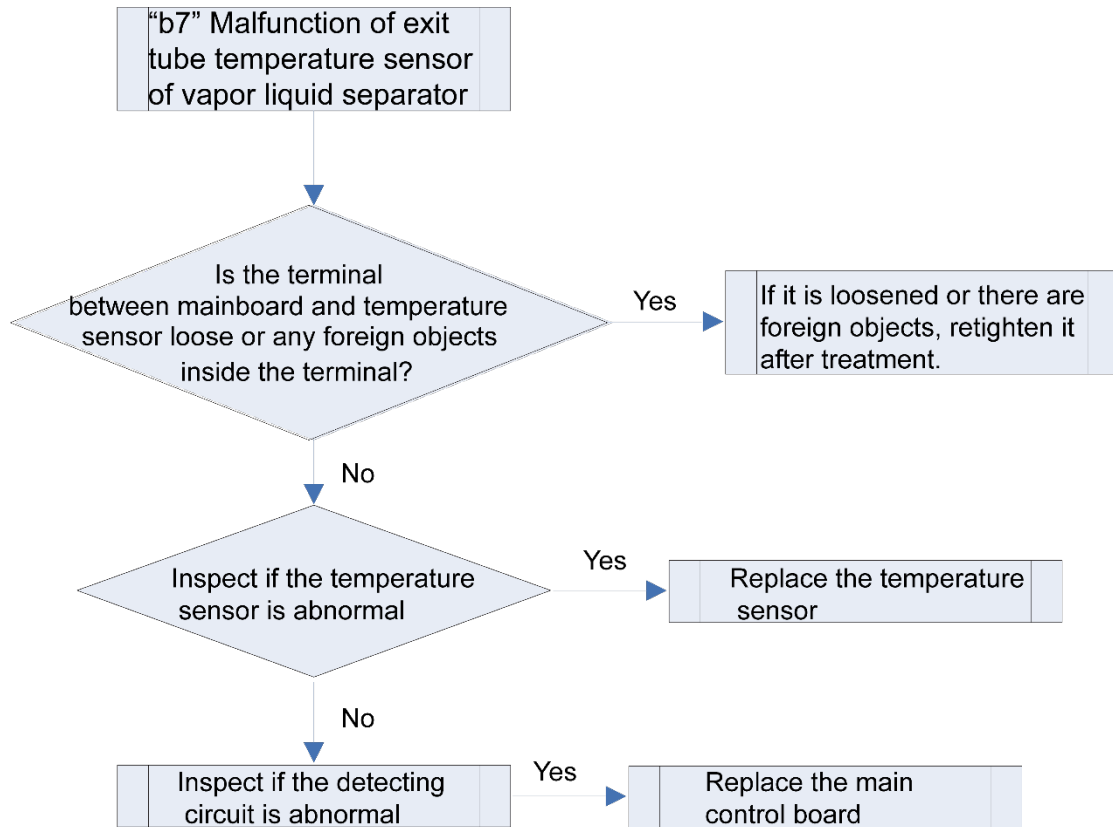 “b7” Malfunction of exit
tube temperature sensor
of vapor liquid separator
Is the terminal
between mainboard and temperature
sensor loose or any foreign objects
inside the terminal?
Yes
If it is loosened or there are
foreign objects, retighten it
after treatment.
No
Inspect if the temperature
sensor is abnormal
Yes
Replace the temperature
sensor
No
Inspect if the detecting
circuit is abnormal
Yes
Replace the main
control board